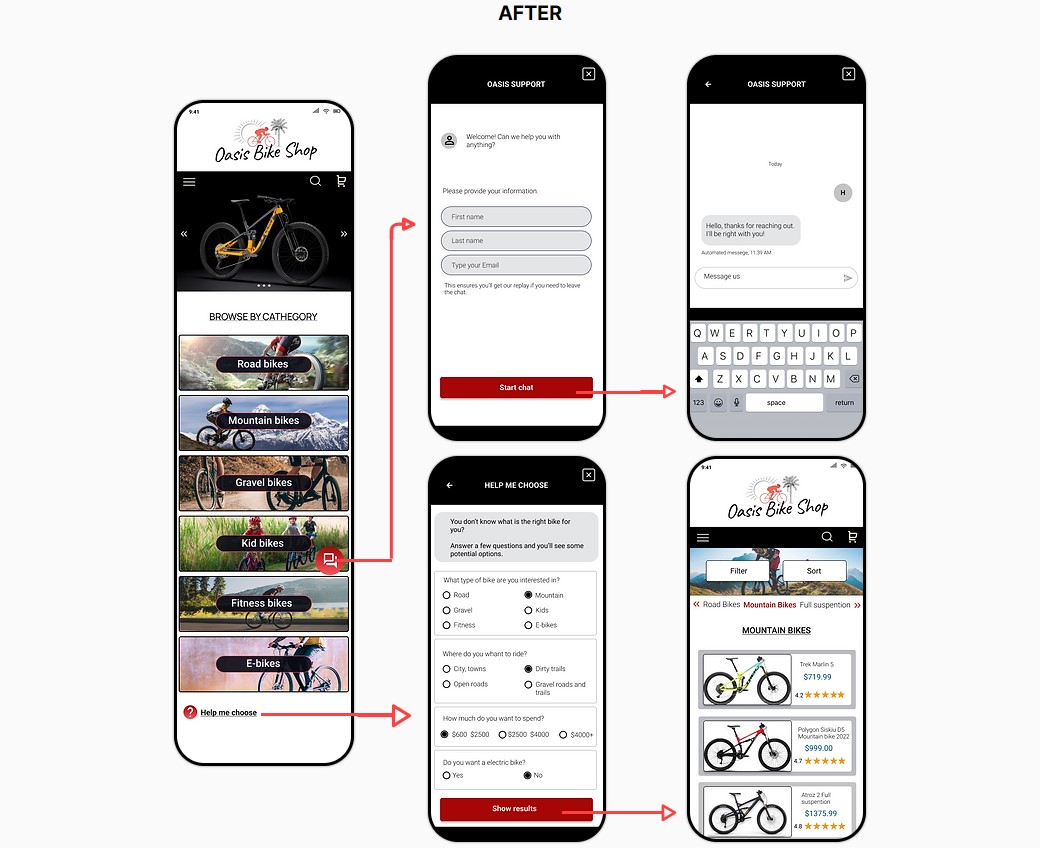 AFTER
9:41
Oasis Bike Shop
BROWSE BY CATHEGORY
Road bikes
Mountain bikes
Gravel bikes
Kid bikes
Fitness bikes
E-bikes
? Help me choose
OASIS SUPPORT
Welcome! Can we help you with
anything?
Please provide your information.
First name
Last name
Type your Email
This ensures you'll get our replay if you need to leave
the chat.
Start chat
OASIS SUPPORT
Today
H
Hello, thanks for reaching out.
I'll be right with you!
Automated messege, 11:39 AM
Message us
Q W E R T Y U I O P
A S D F G H J K L
Z X C V B N M
123 space return
HELP ME CHOOSE
You don't know what is the right bike for
you?
Answer a few questions and you'll see some
potential options.
What type of bike are you interested in?
Road Mountain
Gravel Kids
Fitness E-bikes
Where do you whant to ride?
City, towns Dirty trails
Open roads Gravel roads and
trails
How much do you want to spend?
$600 $2500 $2500 $4000 $4000+
Do you want a electric bike?
Yes No
Show results
9:41
Oasis Bike Shop
Filter Sort
« Road Bikes Mountain Bikes Full suspention »
MOUNTAIN BIKES
Trek Marlin 5
$719.99
4.2
Polygon Siskiu D5
Mountain bike 2022
$999.00
4.7
Atroz 2 Full
suspention
$1375.99
4.8